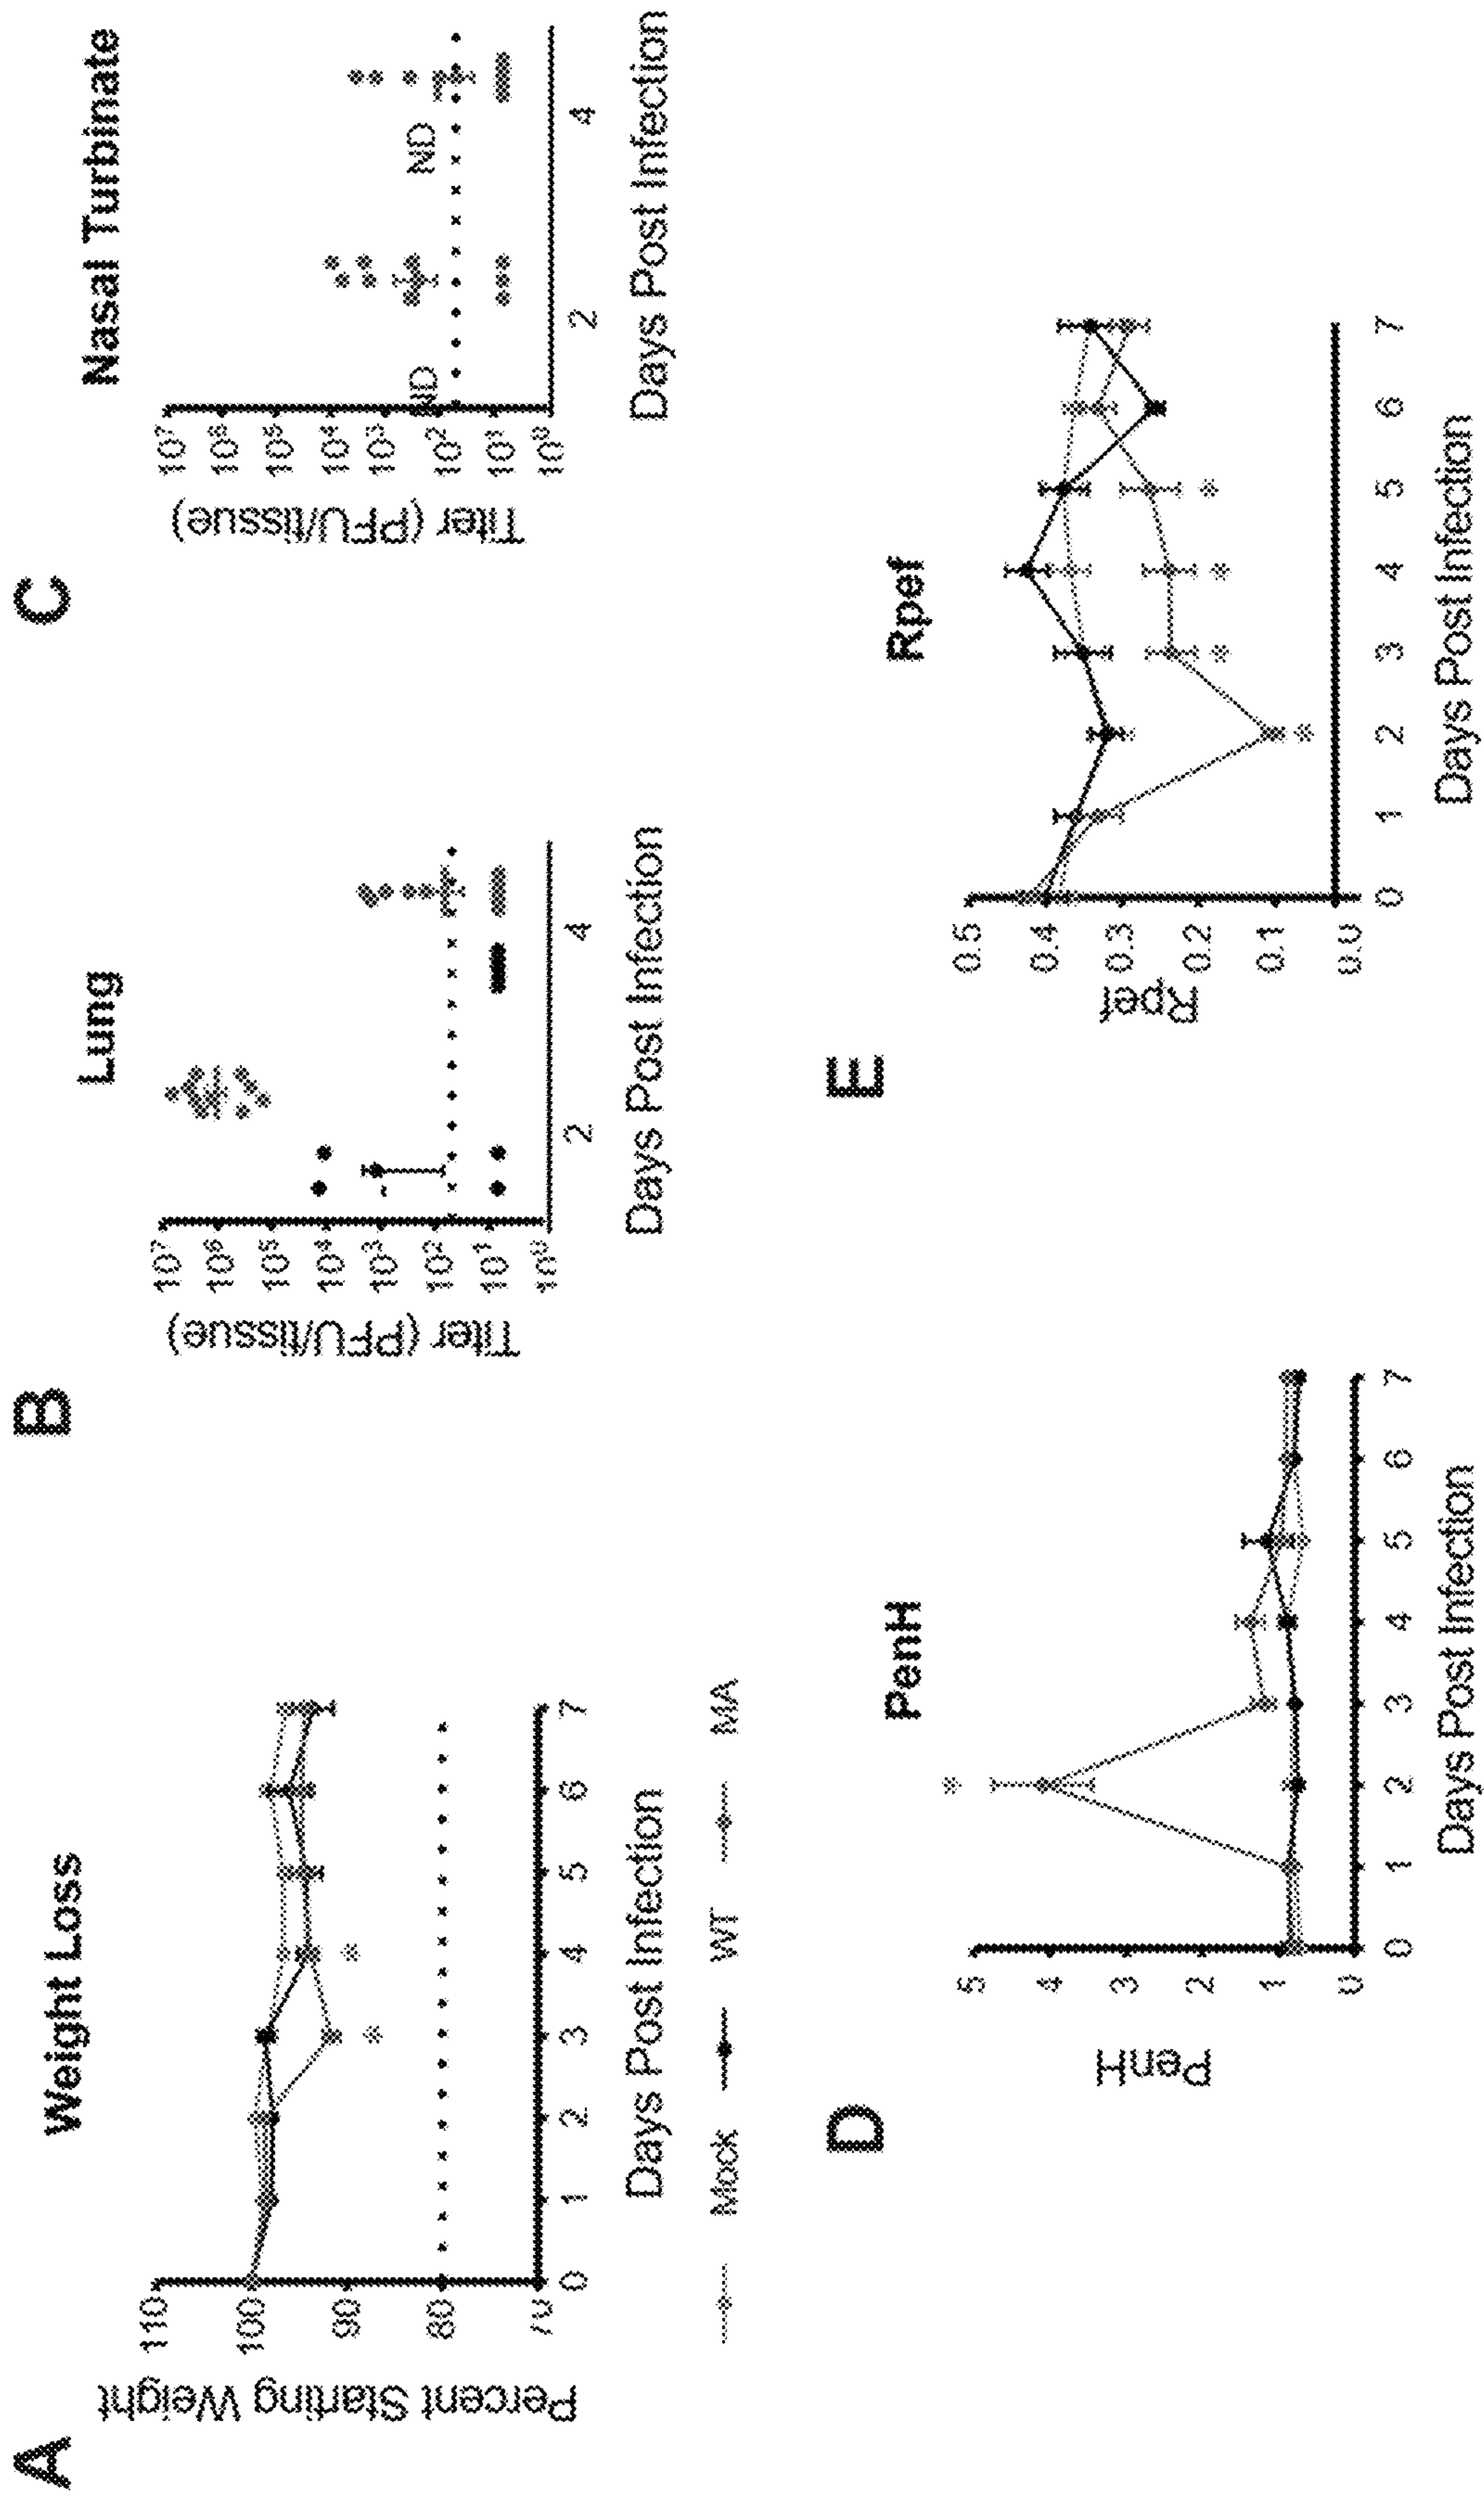 A
Weight Loss
Percent Starting Weight
110
100
90
80
70
0 1 2 3 4 5 6 7
Days Post Infection
Mock WT MA
B
Lung
Titer (PFU/tissue)
10⁷
10⁶
10⁵
10⁴
10³
10²
10¹
10⁰
2 4
Days Post Infection
C
Nasal Turbinate
Titer (PFU/tissue)
10⁷
10⁶
10⁵
10⁴
10³
10²
10¹
10⁰
ND ND
2 4
Days Post Infection
D
PenH
PenH
5
4
3
2
1
0
*
0 1 2 3 4 5 6 7
Days Post Infection
E
Rpef
Rpef
0.5
0.4
0.3
0.2
0.1
0.0
0 1 2 3 4 5 6 7
Days Post Infection